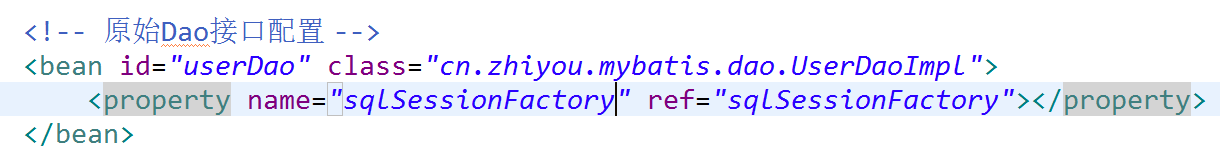 <!-- 原始Dao接口配置 -->
<bean id="userDao" class="cn.zhiyou.mybatis.dao.UserDaoImpl">
<property name="sqlSessionFactory" ref="sqlSessionFactory"></property>
</bean>